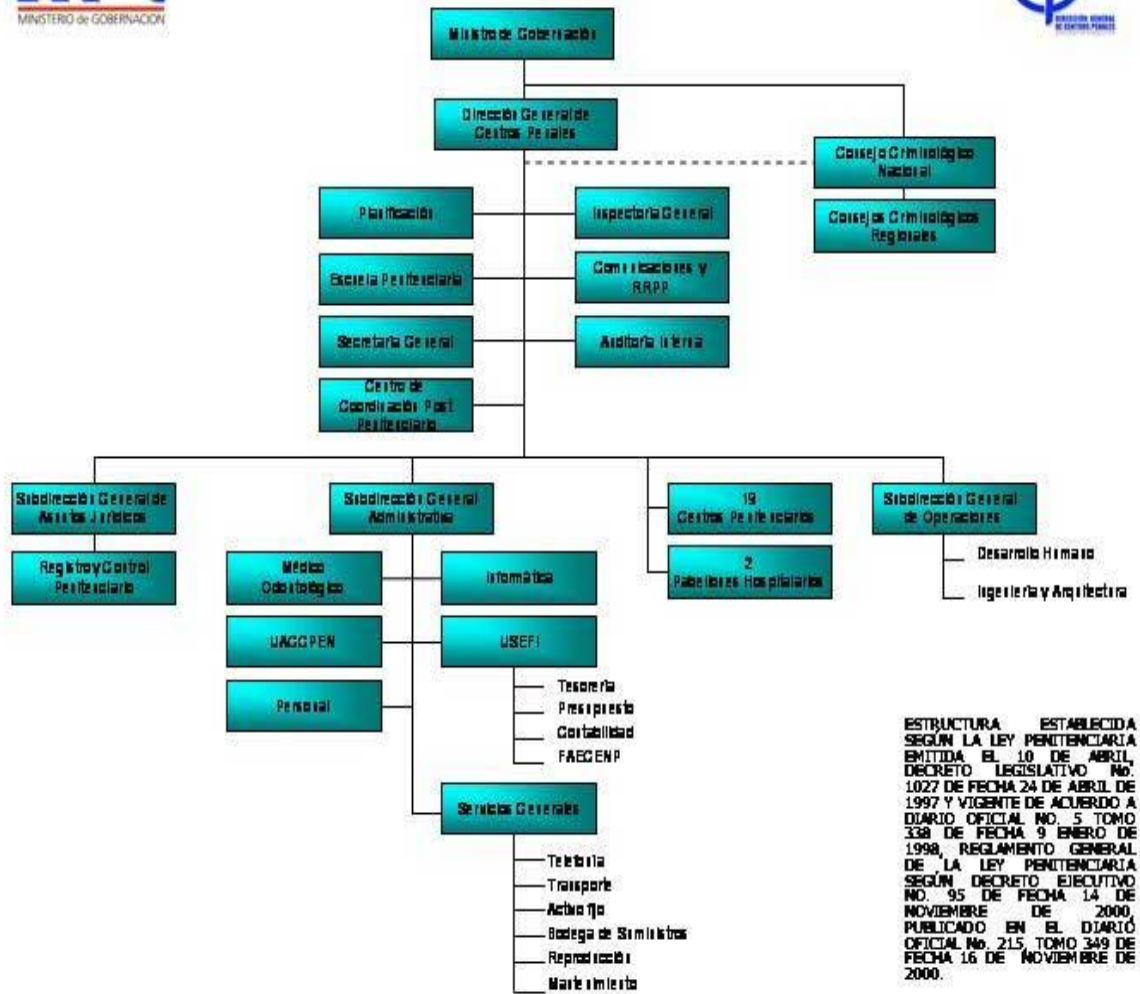 MINISTERIO de GOBERNACION
DIRECCIÓN GENERAL
DE CENTROS PENALES
Ministro de Gobernación
Dirección General de
Centros Penales
Consejo Criminológico
Nacional
Consejos Criminológicos
Regionales
Planificación
Inspectoría General
Escuela Penitenciaria
Comunicaciones y
RRPP
Secretaría General
Auditoría Interna
Centro de
Coordinación Post
Penitenciario
Subdirección General de
Asuntos Jurídicos
Subdirección General
Administrativa
19
Centros Penitenciarios
Subdirección General
de Operaciones
Registro y Control
Penitenciario
Médico
Odontológico
Informática
2
Pabellones Hospitalarios
Desarrollo Humano
Ingeniería y Arquitectura
UACGPEN
USEFI
Personal
Tesorería
Presupuesto
Contabilidad
FAECENP
Servicios Generales
Telefonía
Transporte
Activo fijo
Bodega de Suministros
Reproducción
Mantenimiento
ESTRUCTURA ESTABLECIDA
SEGÚN LA LEY PENITENCIARIA
EMITIDA EL 10 DE ABRIL,
DECRETO LEGISLATIVO No.
1027 DE FECHA 24 DE ABRIL DE
1997 Y VIGENTE DE ACUERDO A
DIARIO OFICIAL NO. 5 TOMO
338 DE FECHA 9 ENERO DE
1998, REGLAMENTO GENERAL
DE LA LEY PENITENCIARIA
SEGÚN DECRETO EJECUTIVO
NO. 95 DE FECHA 14 DE
NOVIEMBRE DE 2000,
PUBLICADO EN EL DIARIO
OFICIAL No. 215, TOMO 349 DE
FECHA 16 DE NOVIEMBRE DE
2000.